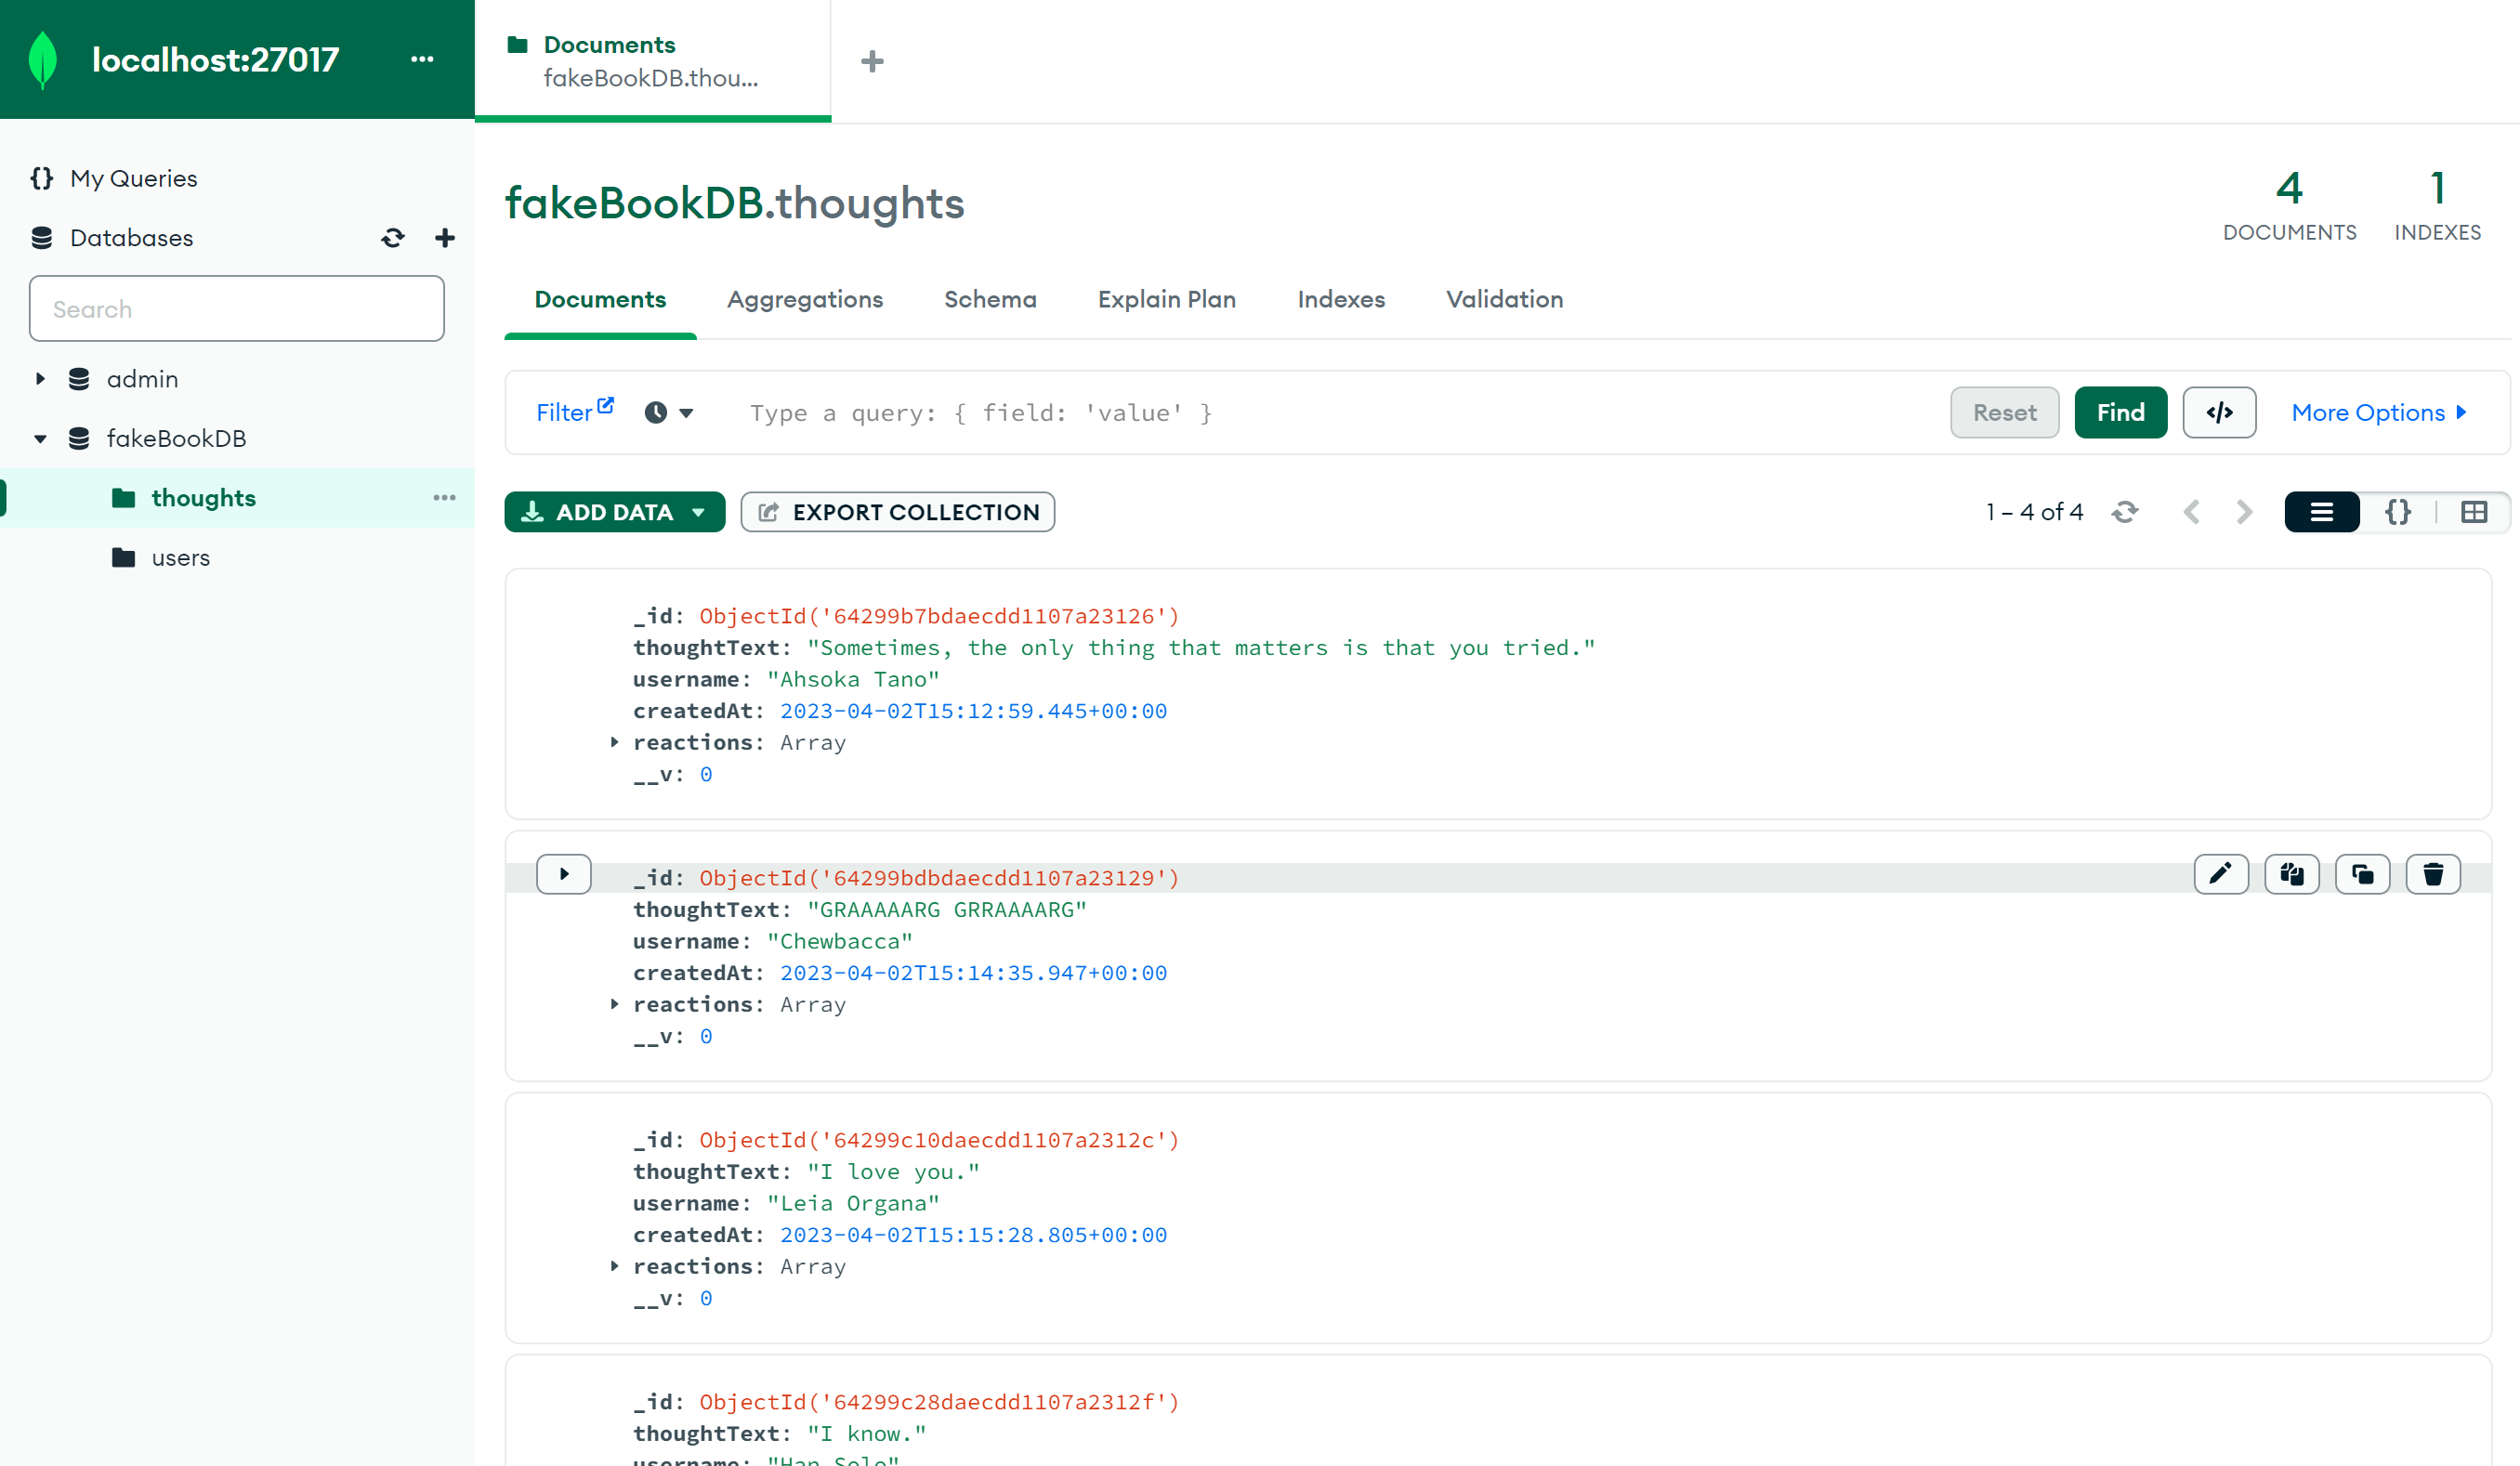 localhost:27017
Documents
fakeBookDB.thou...
My Queries
Databases
Search
admin
fakeBookDB
thoughts
users
fakeBookDB.thoughts
4
DOCUMENTS
1
INDEXES
Documents Aggregations Schema Explain Plan Indexes Validation
Filter Type a query: { field: 'value' } Reset Find </> More Options
ADD DATA EXPORT COLLECTION 1 – 4 of 4 {}
_id: ObjectId('64299b7bdaecdd1107a23126')
thoughtText: "Sometimes, the only thing that matters is that you tried."
username: "Ahsoka Tano"
createdAt: 2023-04-02T15:12:59.445+00:00
reactions: Array
__v: 0
_id: ObjectId('64299bdbdaecdd1107a23129')
thoughtText: "GRAAAAARG GRRAAAARG"
username: "Chewbacca"
createdAt: 2023-04-02T15:14:35.947+00:00
reactions: Array
__v: 0
_id: ObjectId('64299c10daecdd1107a2312c')
thoughtText: "I love you."
username: "Leia Organa"
createdAt: 2023-04-02T15:15:28.805+00:00
reactions: Array
__v: 0
_id: ObjectId('64299c28daecdd1107a2312f')
thoughtText: "I know."
username: "Han Solo"